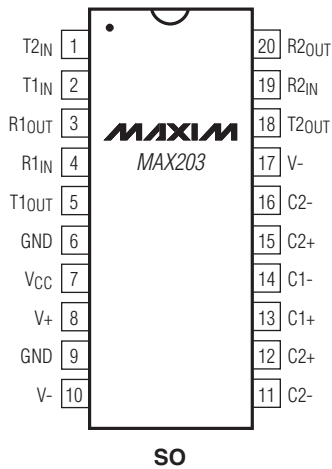 T2IN 1 20 R2OUT
T1IN 2 19 R2IN
R1OUT 3 MAXIM 18 T2OUT
R1IN 4 MAX203 17 V-
T1OUT 5 16 C2-
GND 6 15 C2+
VCC 7 14 C1-
V+ 8 13 C1+
GND 9 12 C2+
V- 10 11 C2-
SO